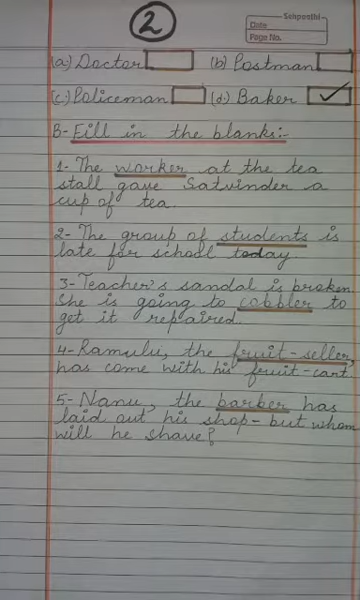 2
Sehpaathi
Date
Page No.
(a) Doctor (b) Postman
(c) Policeman (d) Baker ✓
B- Fill in the blanks:-
1- The worker at the tea
stall gave Satvinder a
cup of tea.
2- The group of students is
late for school today
3- Teacher's sandal is broken.
She is going to cobbler to
get it repaired.
4- Ramulu, the fruit-seller,
has come with his fruit-cart.
5- Nanu, the barber has
laid out his shop- but whom
will he shave?